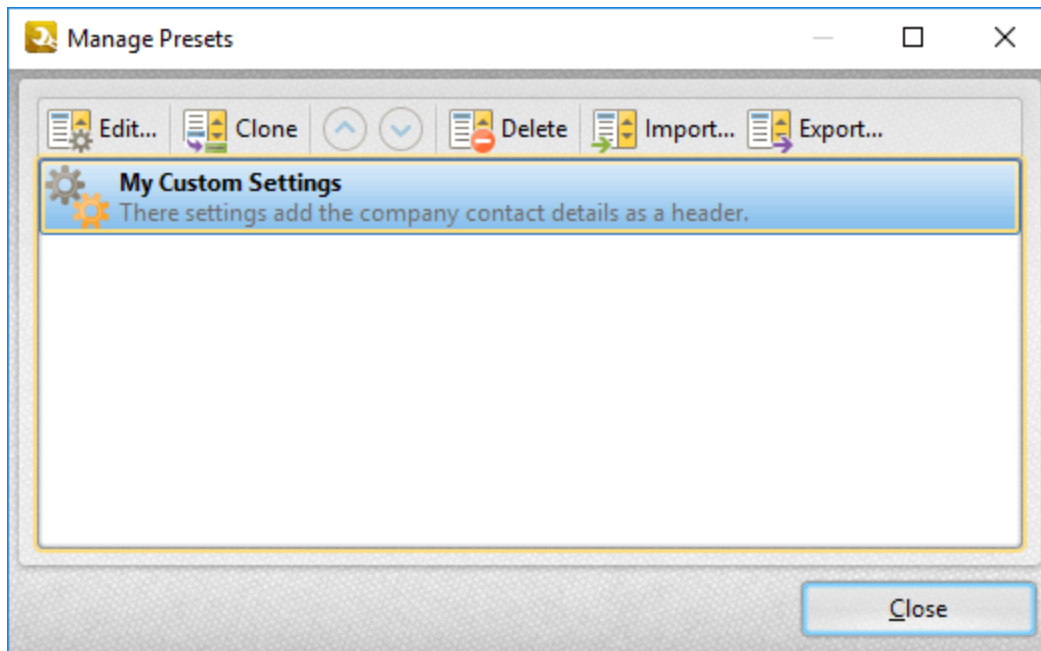 Manage Presets
Edit... Clone Delete Import... Export...
My Custom Settings
There settings add the company contact details as a header.
Close